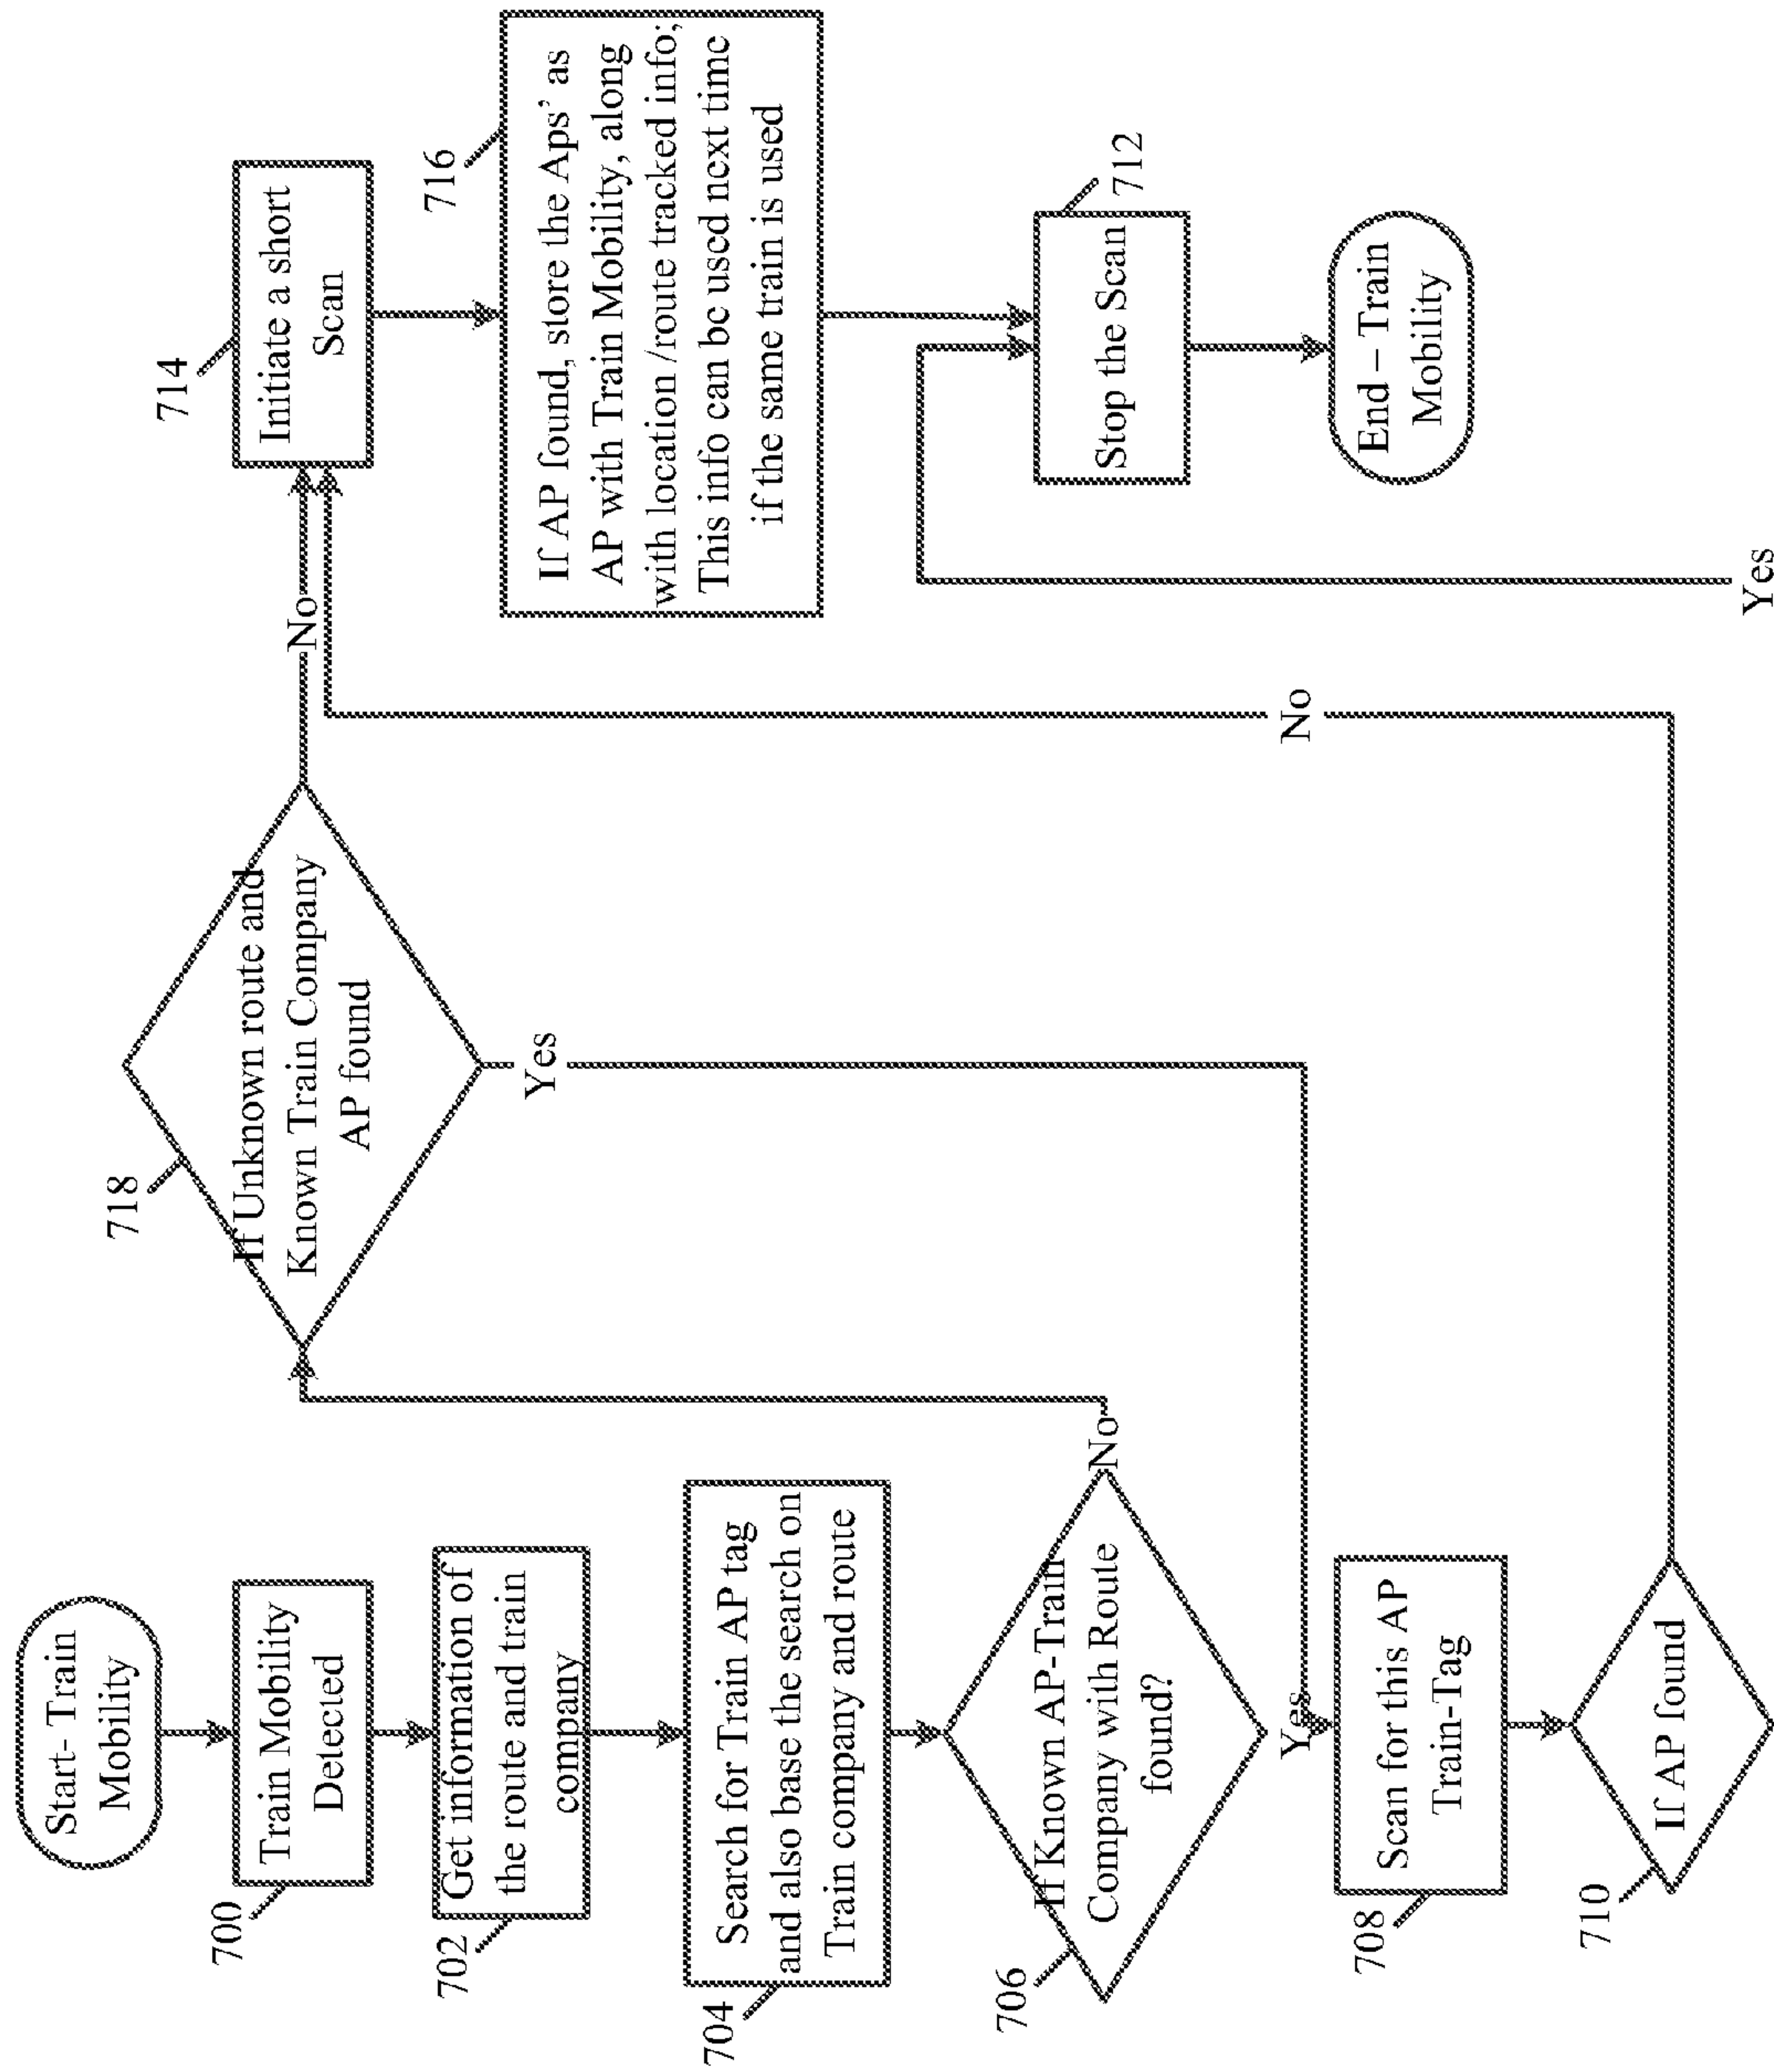 Start- Train
Mobility
700
Train Mobility
Detected
702
Get information of
the route and train
company
704
Search for Train AP tag
and also base the search on
Train company and route
706
If Known AP-Train
Company with Route
found?
No
Yes
708
Scan for this AP
Train-Tag
710
If AP found
No
Yes
718
If Unknown route and
Known Train Company
AP found
No
Yes
714
Initiate a short
Scan
716
If AP found, store the Aps' as
AP with Train Mobility, along
with location /route tracked info;
This info can be used next time
if the same train is used
712
Stop the Scan
End – Train
Mobility